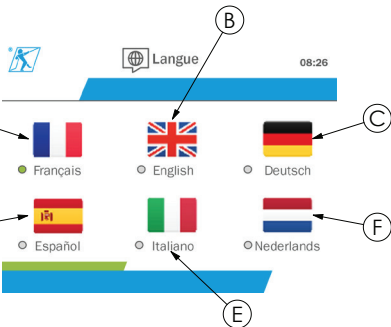 B
Langue
08:26
C
Français
English
Deutsch
F
Español
Italiano
Nederlands
E